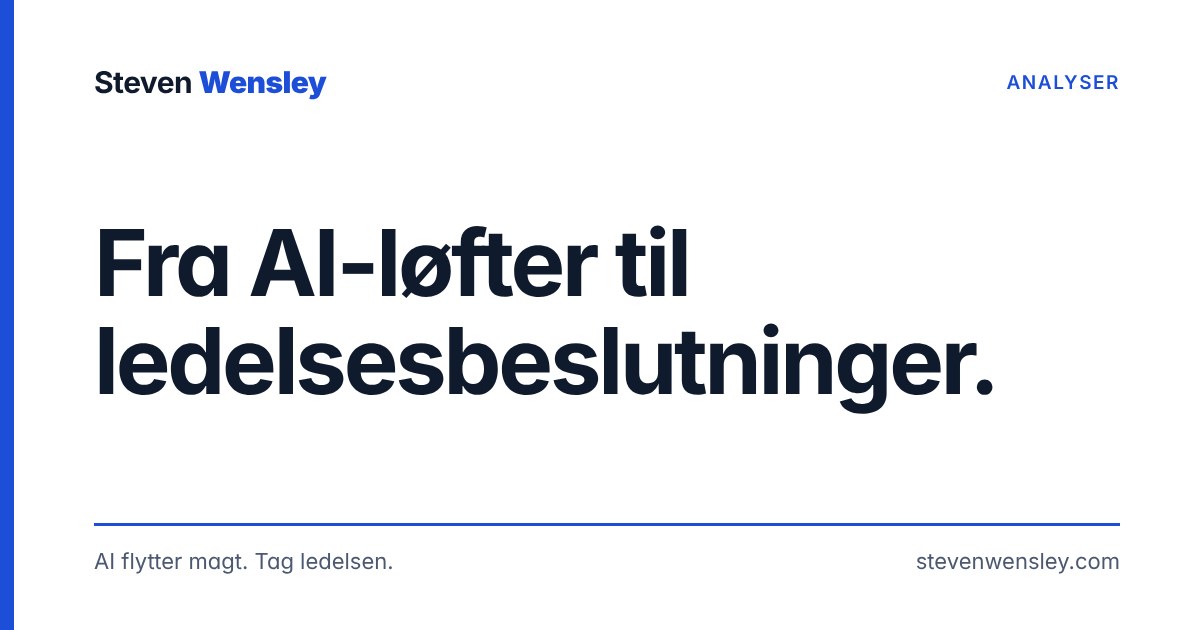 Steven Wensley
ANALYSER
Fra AI-løfter til
ledelsesbeslutninger.
AI flytter magt. Tag ledelsen.
stevenwensley.com